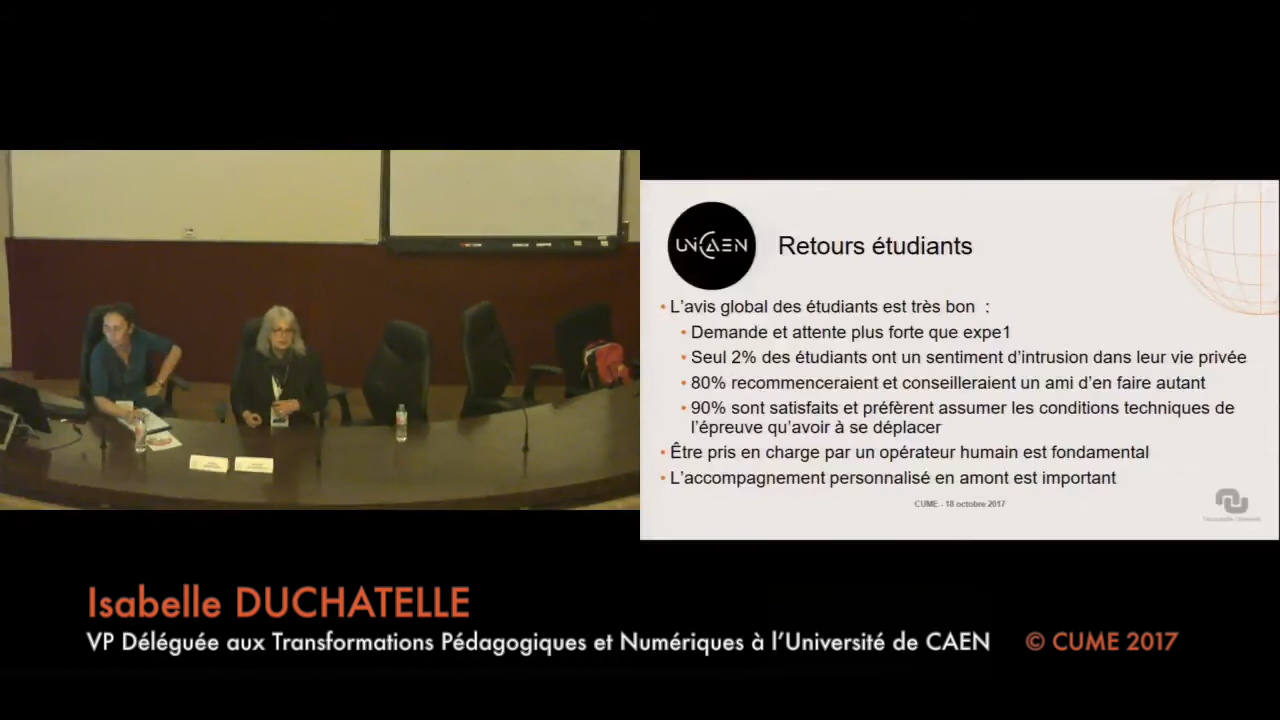 UNICAEN
Retours étudiants
• L'avis global des étudiants est très bon :
• Demande et attente plus forte que expe1
• Seul 2% des étudiants ont un sentiment d'intrusion dans leur vie privée
• 80% recommenceraient et conseilleraient un ami d'en faire autant
• 90% sont satisfaits et préfèrent assumer les conditions techniques de
l'épreuve qu'avoir à se déplacer
• Être pris en charge par un opérateur humain est fondamental
• L'accompagnement personnalisé en amont est important
CUME - 18 octobre 2017
Normandie Université
Isabelle DUCHATELLE
VP Déléguée aux Transformations Pédagogiques et Numériques à l'Université de CAEN © CUME 2017